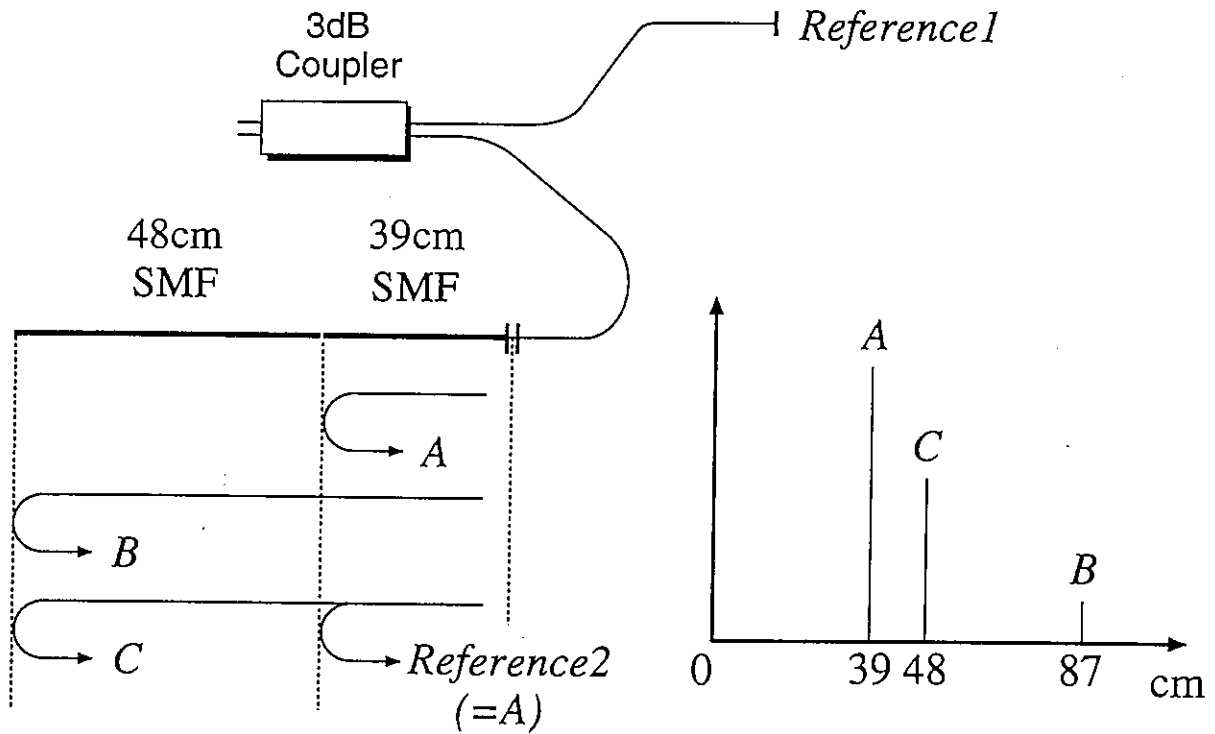 3dB
Coupler
Reference1
48cm
SMF
39cm
SMF
A
B
C
Reference2
(=A)
A
C
B
0
39
48
87
cm